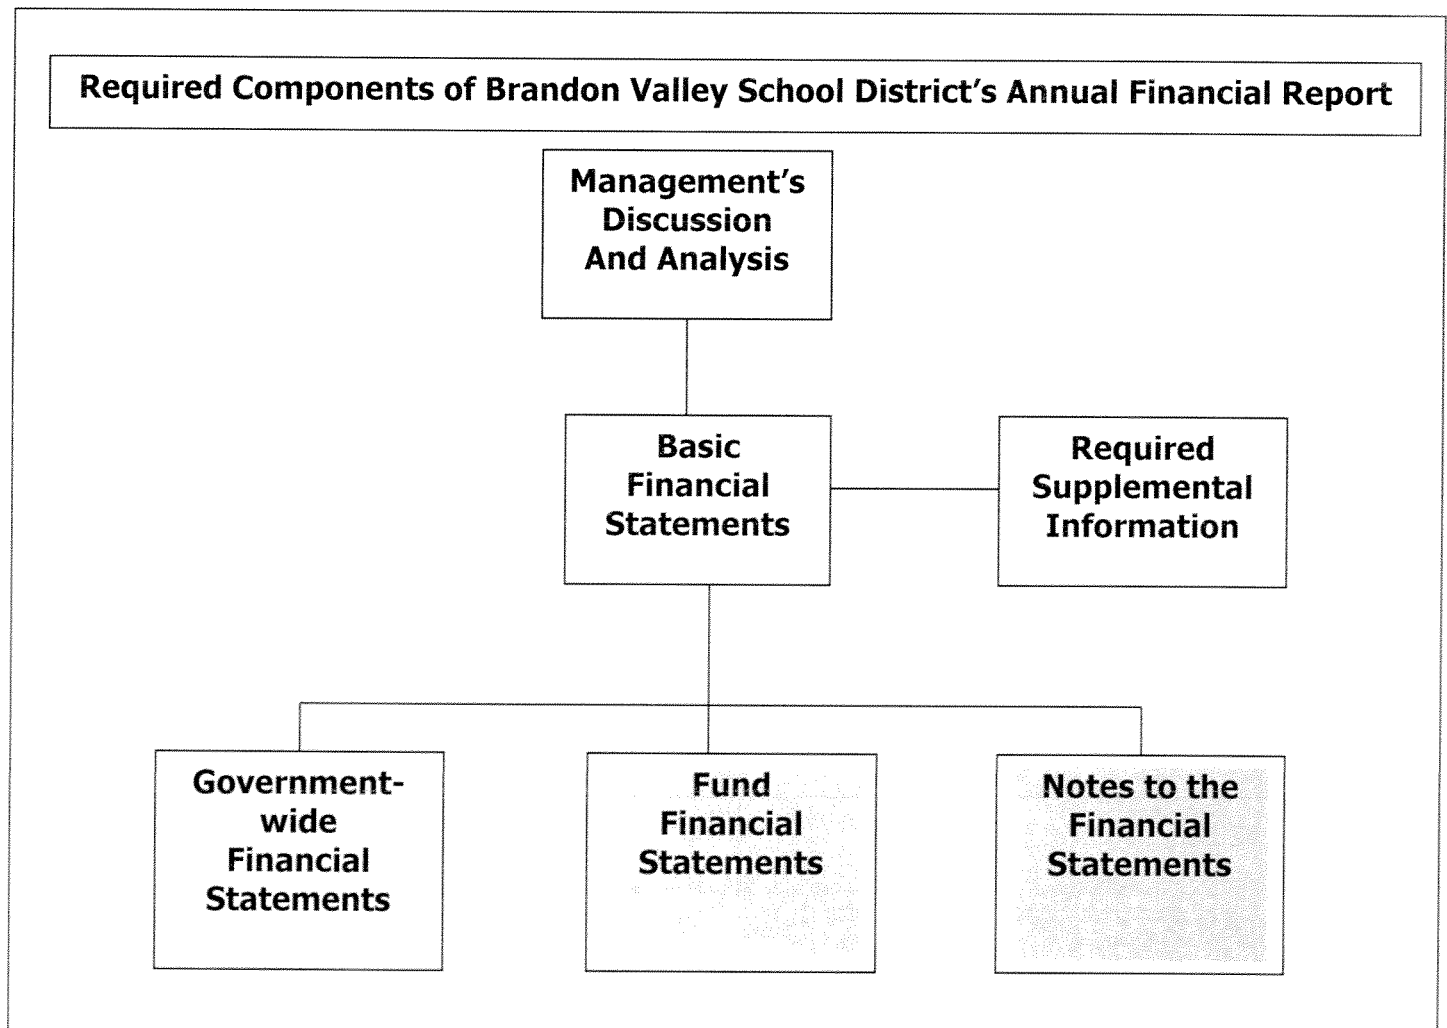 Required Components of Brandon Valley School District's Annual Financial Report
Management's
Discussion
And Analysis
Basic
Financial
Statements
Required
Supplemental
Information
Government-
wide
Financial
Statements
Fund
Financial
Statements
Notes to the
Financial
Statements